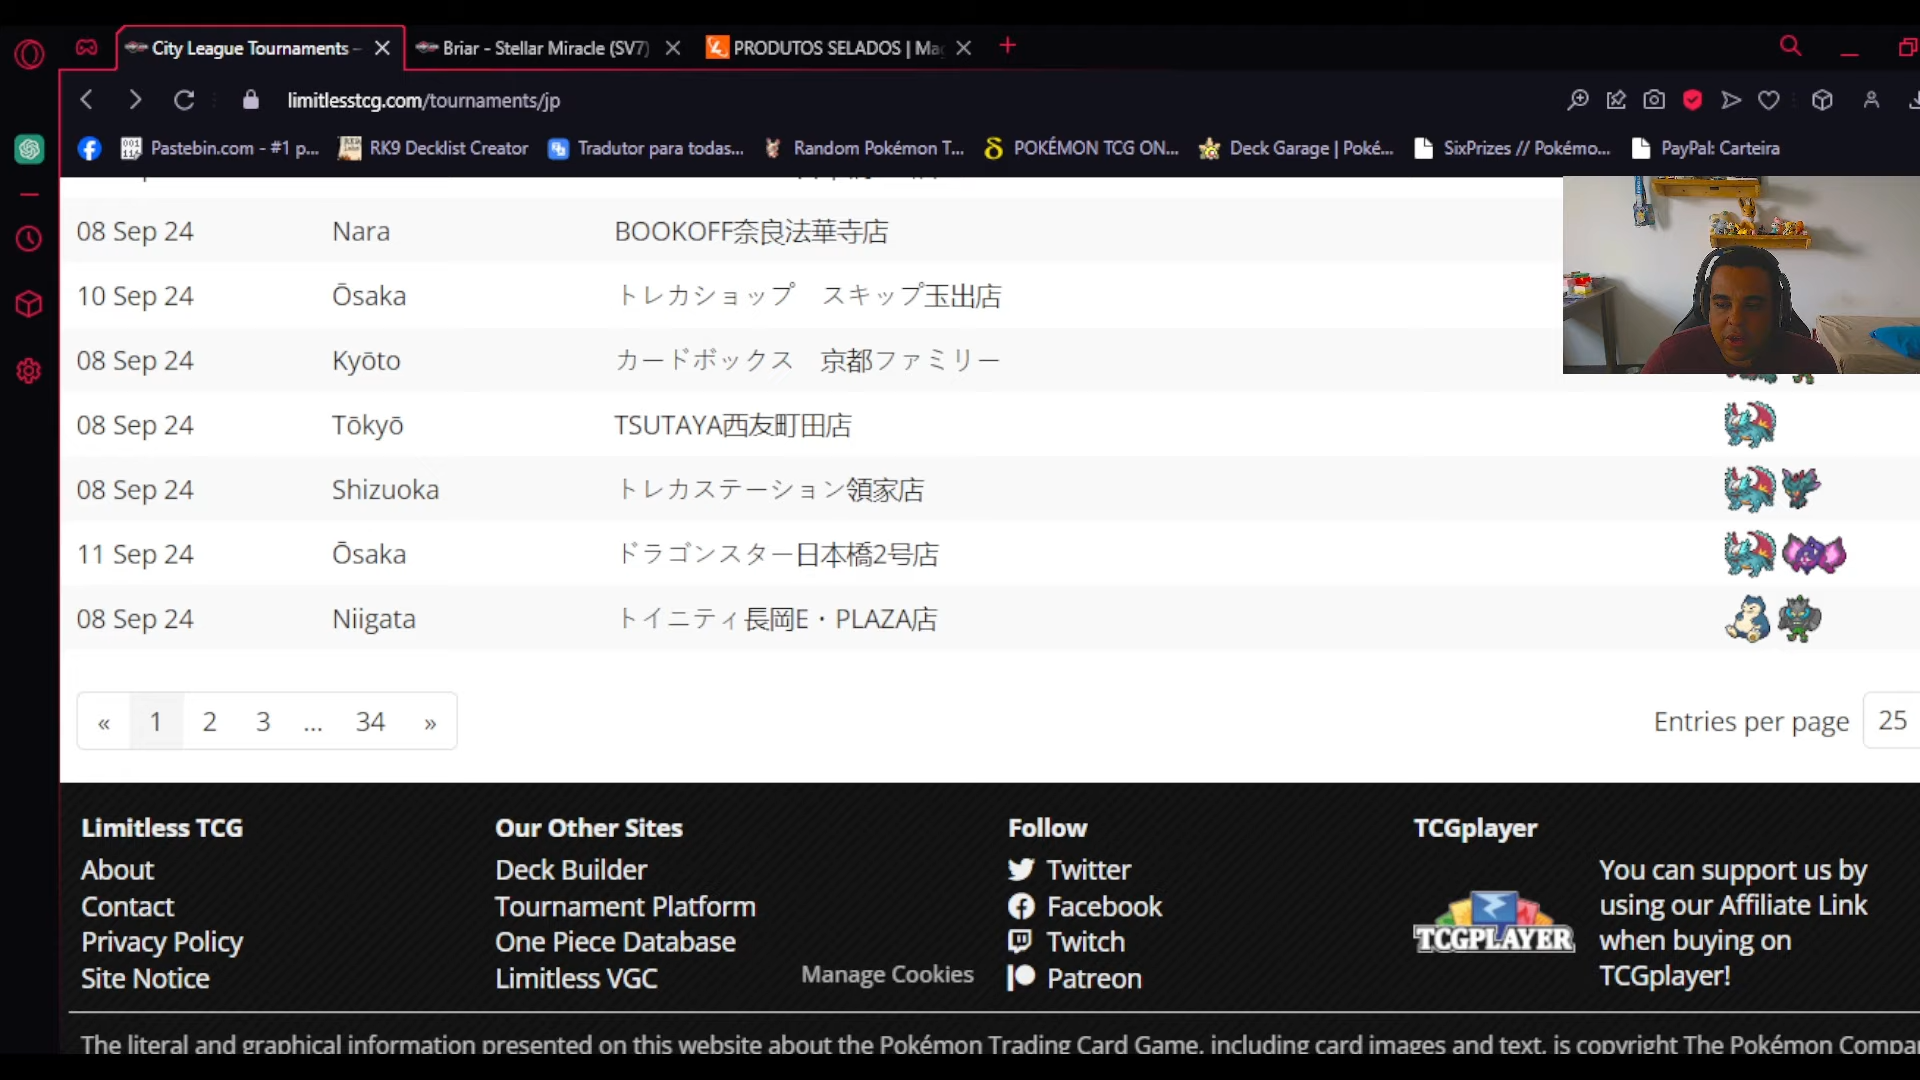 City League Tournaments –
Briar - Stellar Miracle (SV7)
PRODUTOS SELADOS | Mag
limitlesstcg.com/tournaments/jp
Pastebin.com - #1 p...
RK9 Decklist Creator
Tradutor para todas...
Random Pokémon T...
POKÉMON TCG ON...
Deck Garage | Poké...
SixPrizes // Pokémo...
PayPal: Carteira
08 Sep 24 Nara BOOKOFF奈良法華寺店
10 Sep 24 Ōsaka トレカショップ　スキップ玉出店
08 Sep 24 Kyōto カードボックス　京都ファミリー
08 Sep 24 Tōkyō TSUTAYA西友町田店
08 Sep 24 Shizuoka トレカステーション領家店
11 Sep 24 Ōsaka ドラゴンスター日本橋2号店
08 Sep 24 Niigata トイニティ長岡E・PLAZA店
« 1 2 3 ... 34 »
Entries per page 25
Limitless TCG
About
Contact
Privacy Policy
Site Notice
Our Other Sites
Deck Builder
Tournament Platform
One Piece Database
Limitless VGC
Manage Cookies
Follow
Twitter
Facebook
Twitch
Patreon
TCGplayer
TCGPLAYER
You can support us by
using our Affiliate Link
when buying on
TCGplayer!
The literal and graphical information presented on this website about the Pokémon Trading Card Game, including card images and text, is copyright The Pokémon Compa